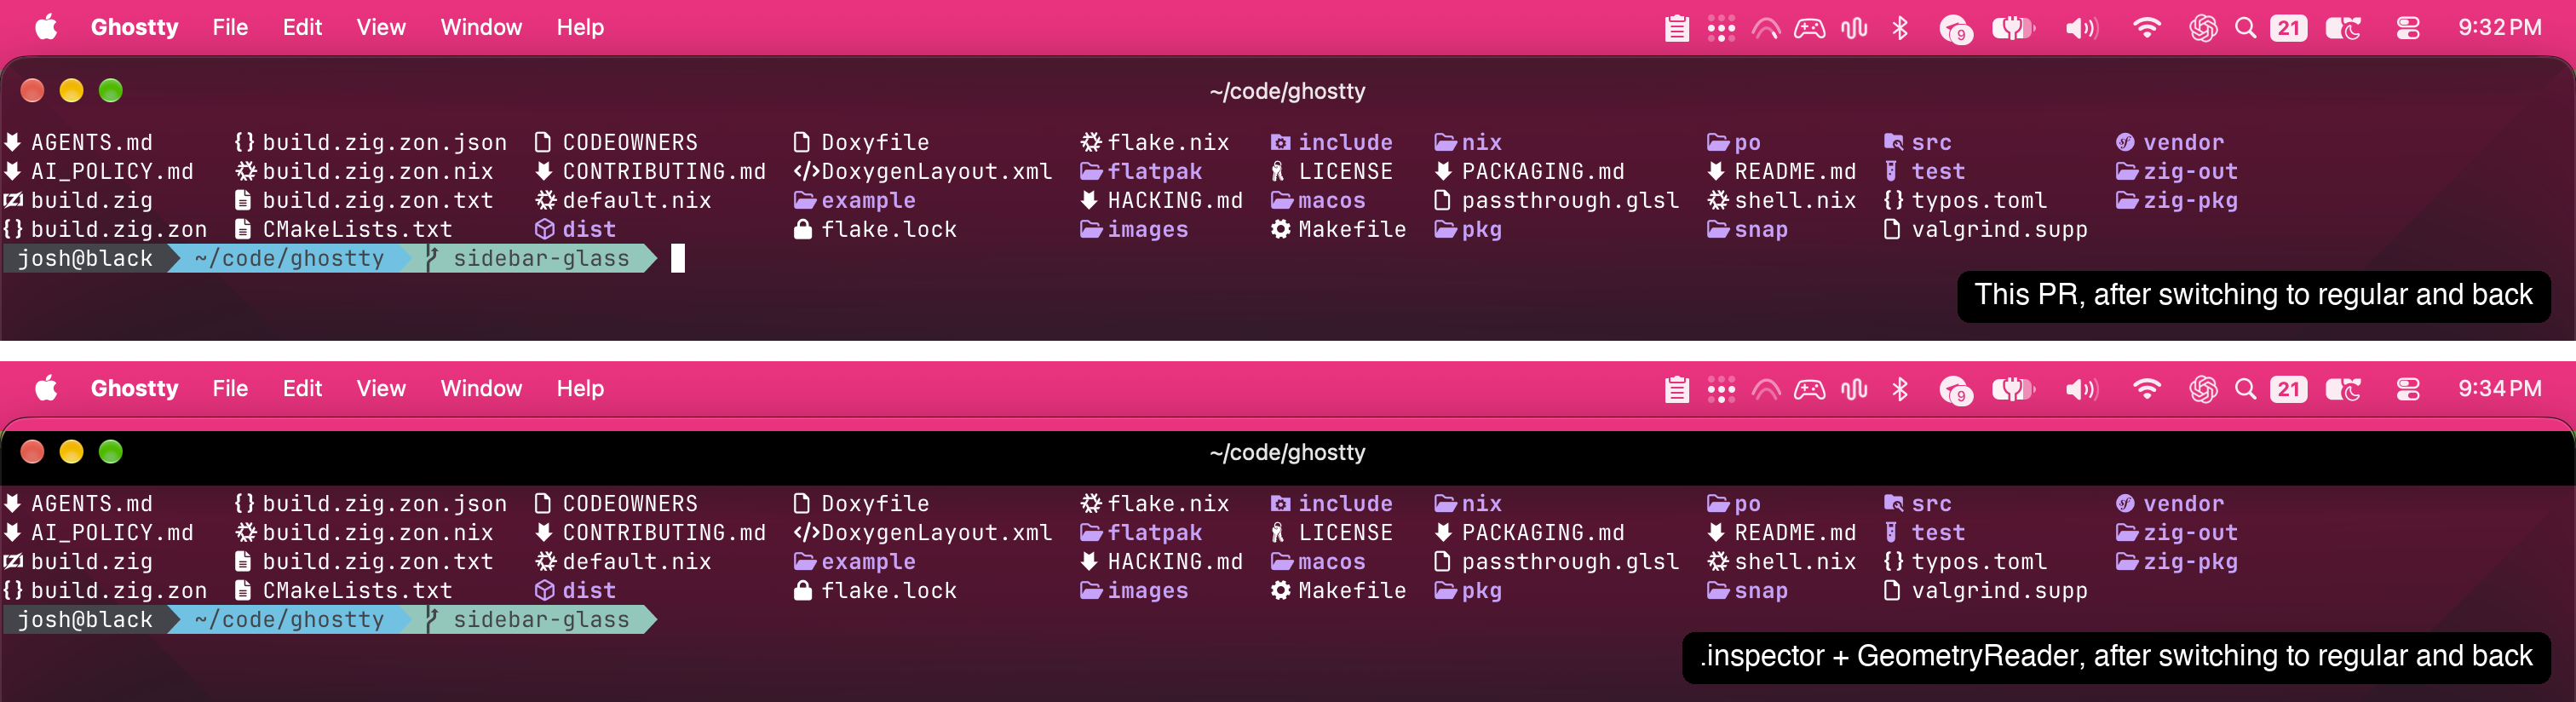 Ghostty File Edit View Window Help 9 21 9:32 PM
~/code/ghostty
AGENTS.md {} build.zig.zon.json CODEOWNERS Doxyfile flake.nix include nix po src vendor
AI_POLICY.md build.zig.zon.nix CONTRIBUTING.md </> DoxygenLayout.xml flatpak LICENSE PACKAGING.md README.md test zig-out
build.zig build.zig.zon.txt default.nix example HACKING.md macos passthrough.glsl shell.nix {} typos.toml zig-pkg
{} build.zig.zon CMakeLists.txt dist flake.lock images Makefile pkg snap valgrind.supp
josh@black ~/code/ghostty sidebar-glass
This PR, after switching to regular and back
Ghostty File Edit View Window Help 9 21 9:34 PM
~/code/ghostty
AGENTS.md {} build.zig.zon.json CODEOWNERS Doxyfile flake.nix include nix po src vendor
AI_POLICY.md build.zig.zon.nix CONTRIBUTING.md </> DoxygenLayout.xml flatpak LICENSE PACKAGING.md README.md test zig-out
build.zig build.zig.zon.txt default.nix example HACKING.md macos passthrough.glsl shell.nix {} typos.toml zig-pkg
{} build.zig.zon CMakeLists.txt dist flake.lock images Makefile pkg snap valgrind.supp
josh@black ~/code/ghostty sidebar-glass
.inspector + GeometryReader, after switching to regular and back